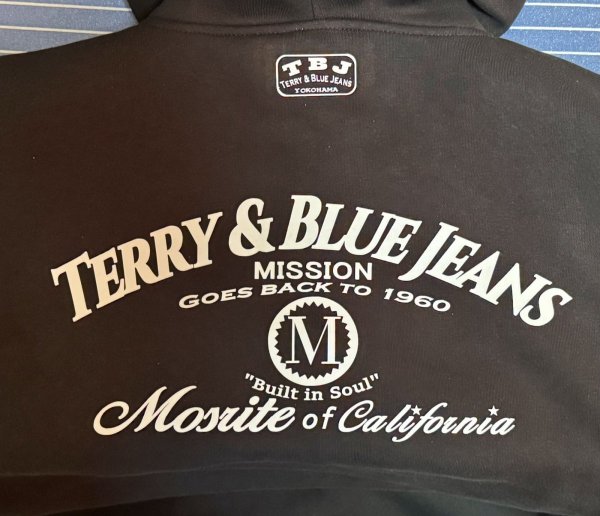 TBJ
TERRY & BLUE JEANS
YOKOHAMA
TERRY & BLUE JEANS
MISSION
GOES BACK TO 1960
M
"Built in Soul"
Mosrite of California